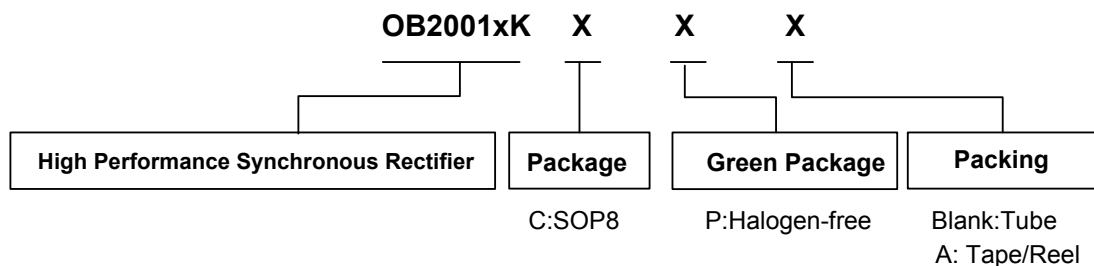 OB2001xK X X X
High Performance Synchronous Rectifier Package Green Package Packing
C:SOP8 P:Halogen-free Blank:Tube
A: Tape/Reel